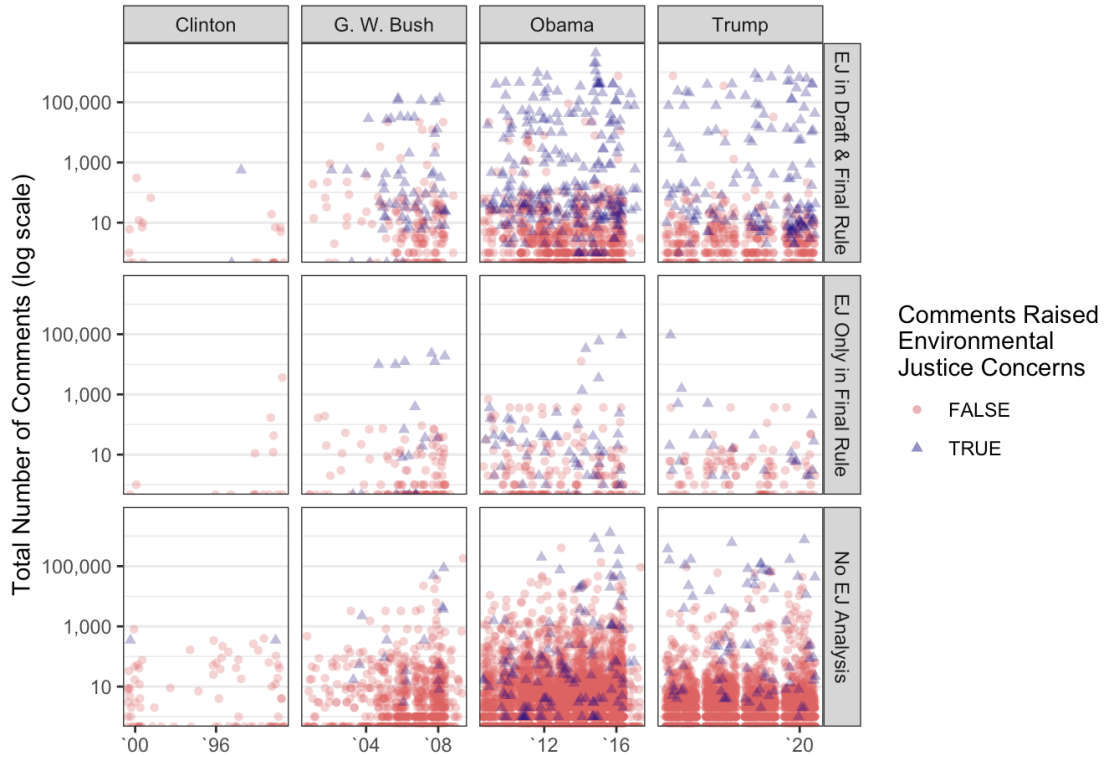 Clinton
G. W. Bush
Obama
Trump
Total Number of Comments (log scale)
100,000
1,000
10
EJ in Draft & Final Rule
100,000
1,000
10
EJ Only in Final Rule
100,000
1,000
10
No EJ Analysis
`00
`96
`04
`08
`12
`16
`20
Comments Raised
Environmental
Justice Concerns
FALSE
TRUE